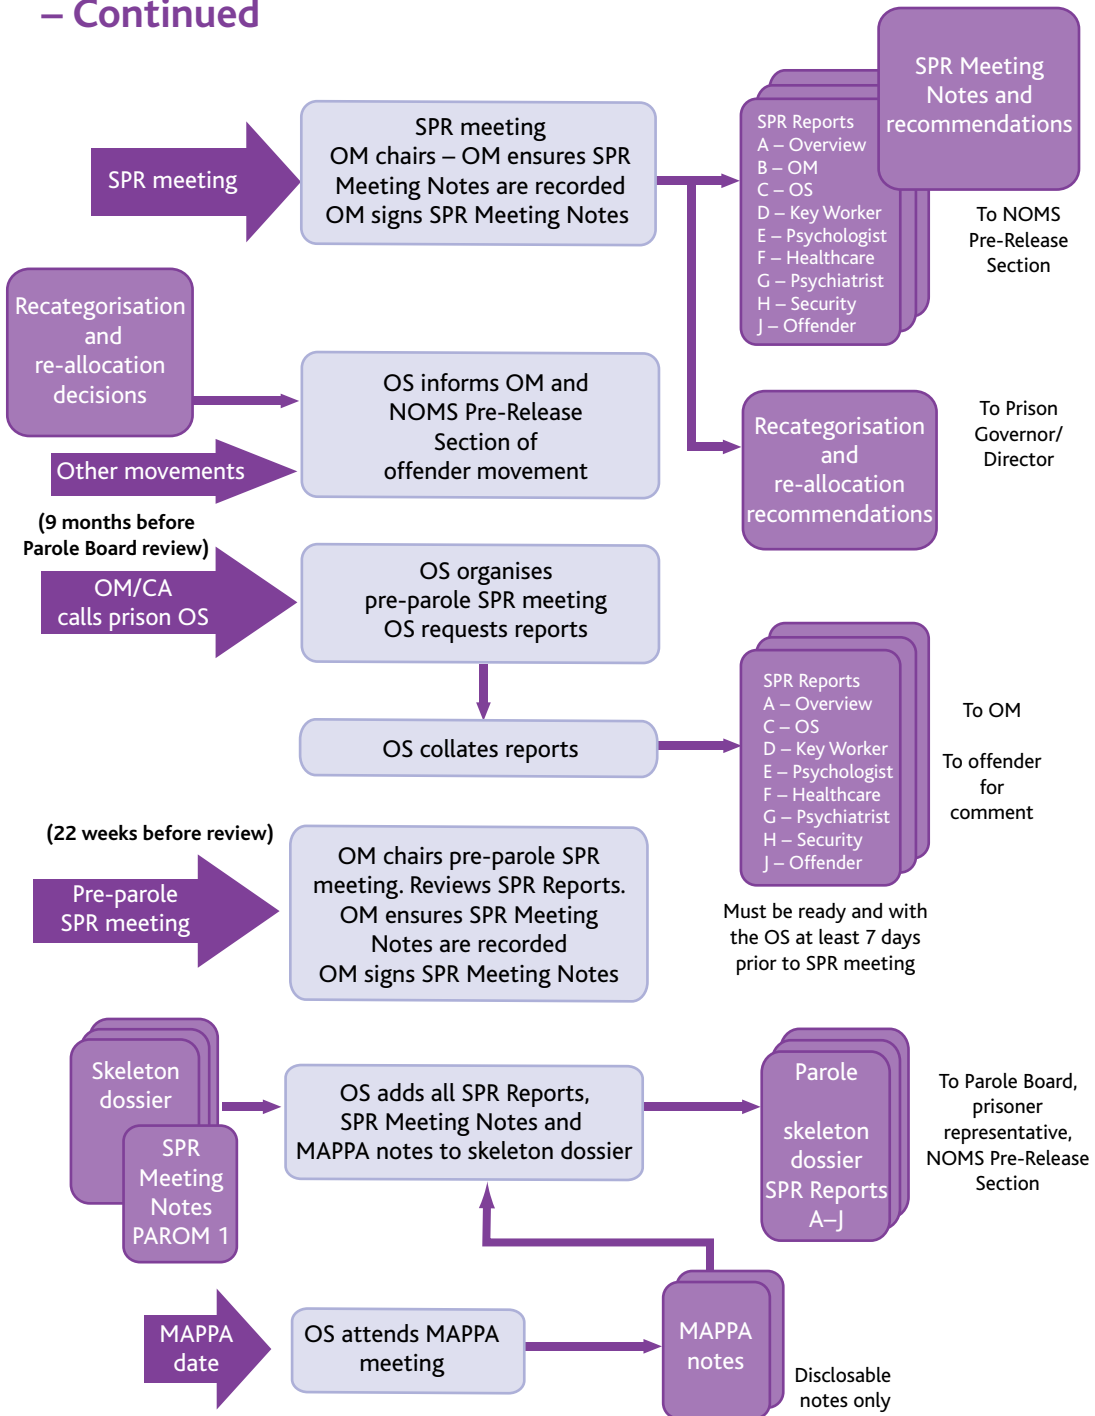 – Continued
SPR meeting
SPR meeting
OM chairs – OM ensures SPR
Meeting Notes are recorded
OM signs SPR Meeting Notes
SPR Reports
A – Overview
B – OM
C – OS
D – Key Worker
E – Psychologist
F – Healthcare
G – Psychiatrist
H – Security
J – Offender
SPR Meeting
Notes and
recommendations
To NOMS
Pre-Release
Section
Recategorisation
and
re-allocation
decisions
Other movements
OS informs OM and
NOMS Pre-Release
Section of
offender movement
Recategorisation
and
re-allocation
recommendations
To Prison
Governor/
Director
(9 months before
Parole Board review)
OM/CA
calls prison OS
OS organises
pre-parole SPR meeting
OS requests reports
OS collates reports
SPR Reports
A – Overview
C – OS
D – Key Worker
E – Psychologist
F – Healthcare
G – Psychiatrist
H – Security
J – Offender
To OM
To offender
for
comment
Must be ready and with
the OS at least 7 days
prior to SPR meeting
(22 weeks before review)
Pre-parole
SPR meeting
OM chairs pre-parole SPR
meeting. Reviews SPR Reports.
OM ensures SPR Meeting
Notes are recorded
OM signs SPR Meeting Notes
Skeleton
dossier
SPR
Meeting
Notes
PAROM 1
OS adds all SPR Reports,
SPR Meeting Notes and
MAPPA notes to skeleton dossier
Parole
skeleton
dossier
SPR Reports
A–J
To Parole Board,
prisoner
representative,
NOMS Pre-Release
Section
MAPPA
date
OS attends MAPPA
meeting
MAPPA
notes
Disclosable
notes only